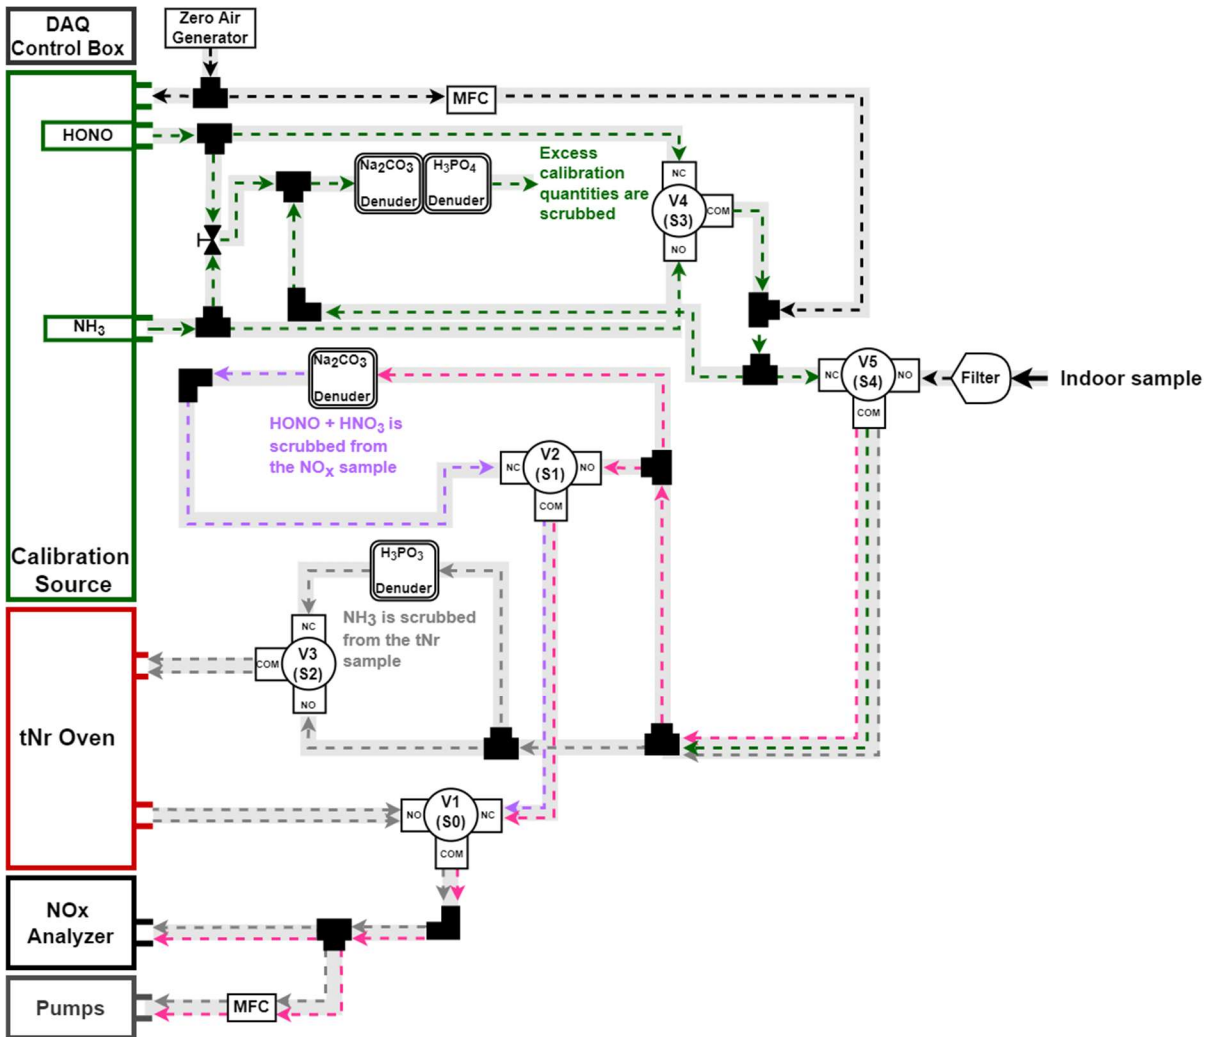 DAQ
Control Box
Zero Air
Generator
MFC
HONO
Na2CO3
Denuder
H3PO4
Denuder
Excess
calibration
quantities are
scrubbed
NC
V4
(S3)
COM
NO
NH3
Na2CO3
Denuder
HONO + HNO3 is
scrubbed from
the NOx sample
NC
V5
(S4)
NO
COM
Filter
Indoor sample
NC
V2
(S1)
NO
COM
Calibration
Source
H3PO3
Denuder
NH3 is scrubbed
from the tNr
sample
NC
COM
V3
(S2)
NO
tNr Oven
NO
V1
(S0)
NC
COM
NOx
Analyzer
Pumps
MFC